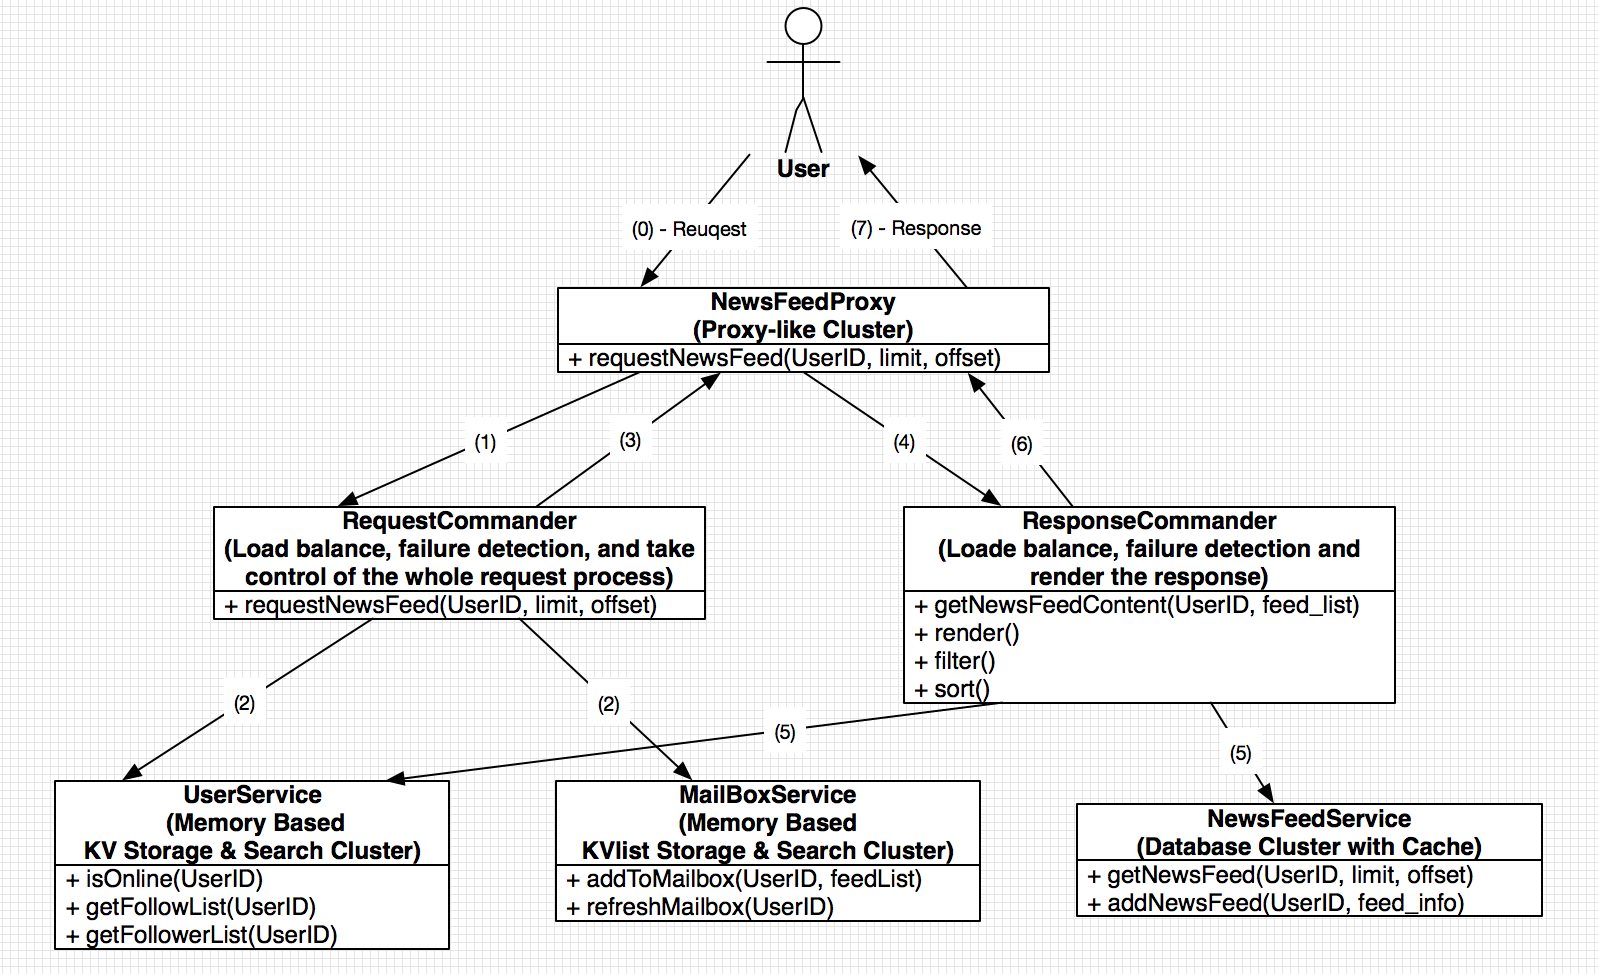 User
(0) - Reuqest
(7) - Response
NewsFeedProxy
(Proxy-like Cluster)
+ requestNewsFeed(UserID, limit, offset)
(1)
(3)
(4)
(6)
RequestCommander
(Load balance, failure detection, and take
control of the whole request process)
+ requestNewsFeed(UserID, limit, offset)
ResponseCommander
(Loade balance, failure detection and
render the response)
+ getNewsFeedContent(UserID, feed_list)
+ render()
+ filter()
+ sort()
(2)
(2)
(5)
(5)
UserService
(Memory Based
KV Storage & Search Cluster)
+ isOnline(UserID)
+ getFollowList(UserID)
+ getFollowerList(UserID)
MailBoxService
(Memory Based
KVlist Storage & Search Cluster)
+ addToMailbox(UserID, feedList)
+ refreshMailbox(UserID)
NewsFeedService
(Database Cluster with Cache)
+ getNewsFeed(UserID, limit, offset)
+ addNewsFeed(UserID, feed_info)